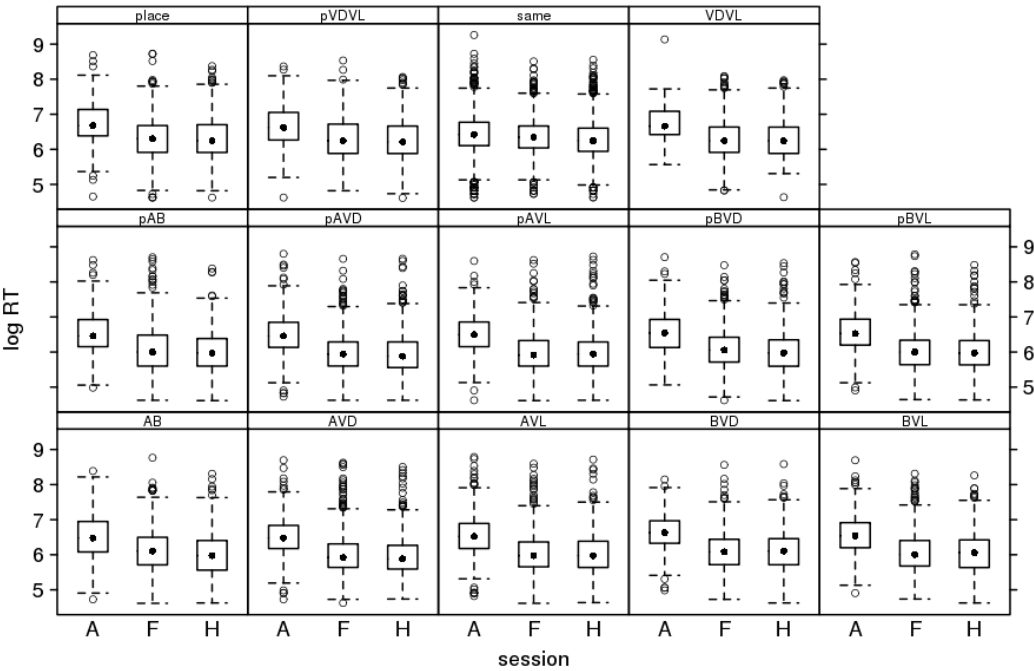 place pVDVL same VDVL
9
8
7
6
5
pAB pAVD pAVL pBVD pBVL
9
8
7
6
5
log RT
AB AVD AVL BVD BVL
9
8
7
6
5
A F H A F H A F H A F H A F H
session